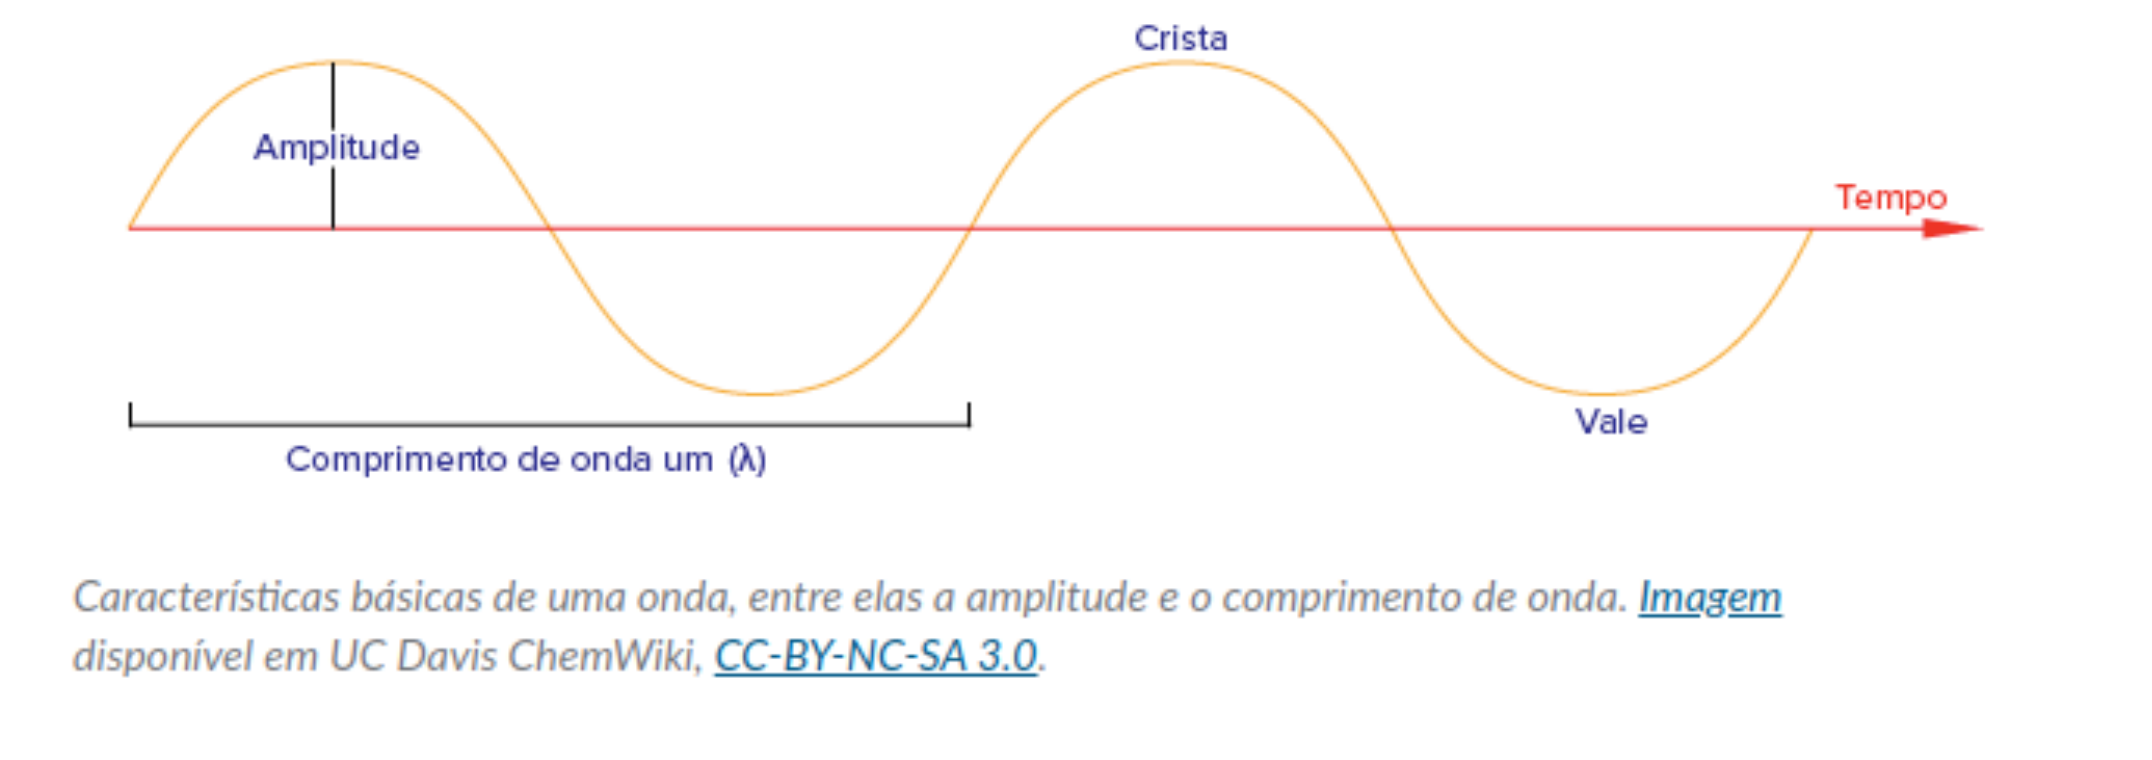 Crista
Amplitude
Tempo
Vale
Comprimento de onda um (λ)
Características básicas de uma onda, entre elas a amplitude e o comprimento de onda. Imagem
disponível em UC Davis ChemWiki, CC-BY-NC-SA 3.0.